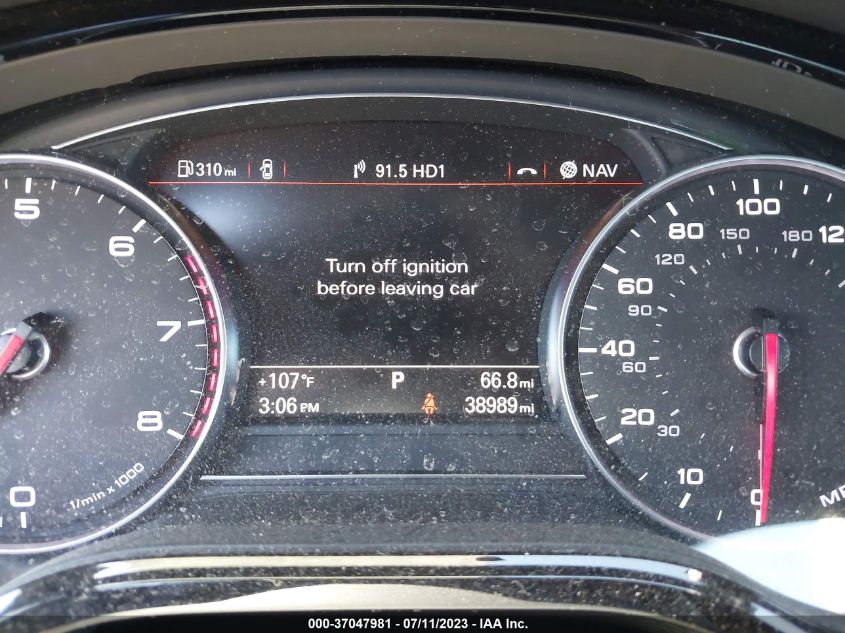 310 mi
91.5 HD1
NAV
Turn off ignition
before leaving car
+107°F P 66.8 mi
3:06 PM 38989 mi
5
6
7
8
0
1/min x 1000
0
10
20
30
40
60
60
90
80
120
100
150
180
000-37047981 - 07/11/2023 - IAA Inc.